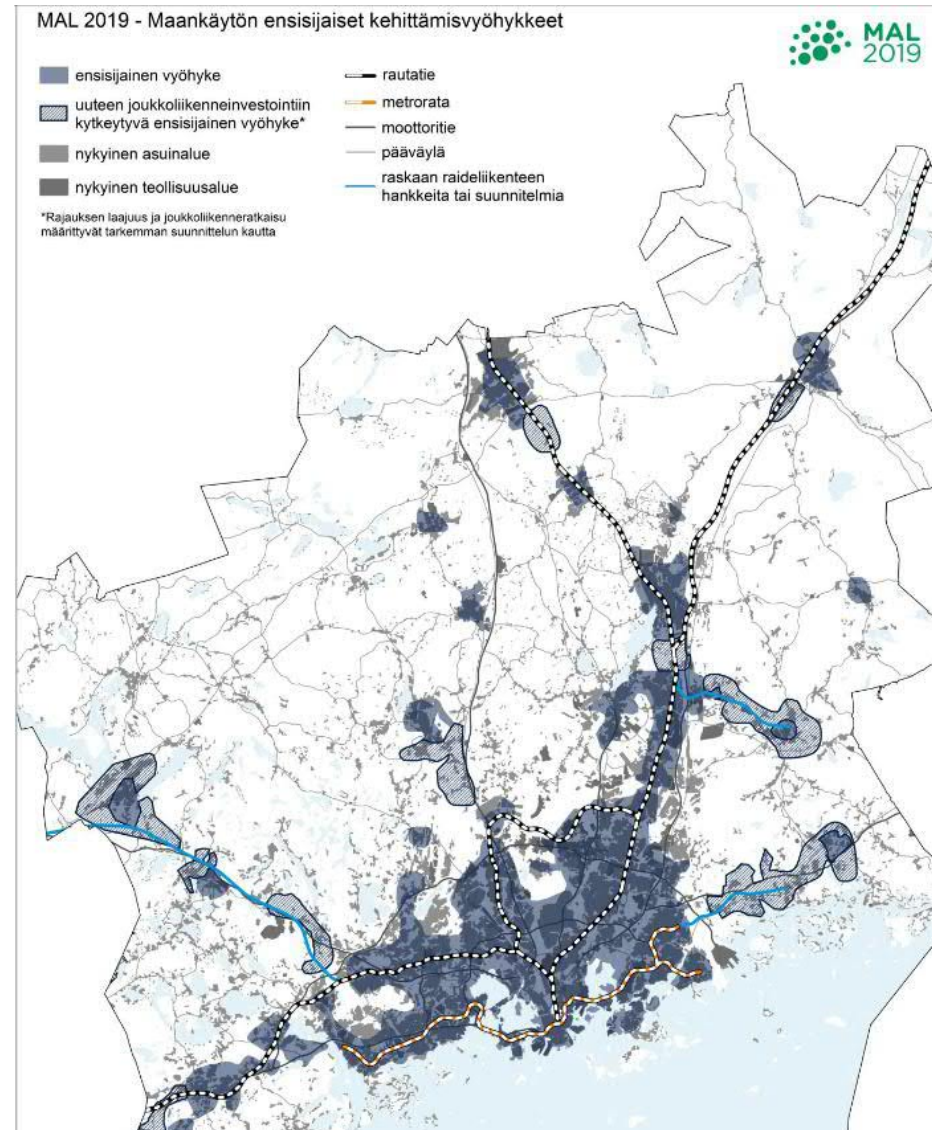 MAL 2019 - Maankäytön ensisijaiset kehittämisvyöhykkeet
MAL
2019
ensisijainen vyöhyke
uuteen joukkoliikenneinvestointiin
kytkeytyvä ensisijainen vyöhyke*
nykyinen asuinalue
nykyinen teollisuusalue
*Rajauksen laajuus ja joukkoliikenneratkaisu
määrittyvät tarkemman suunnittelun kautta
rautatie
metrorata
moottoritie
pääväylä
raskaan raideliikenteen
hankkeita tai suunnitelmia